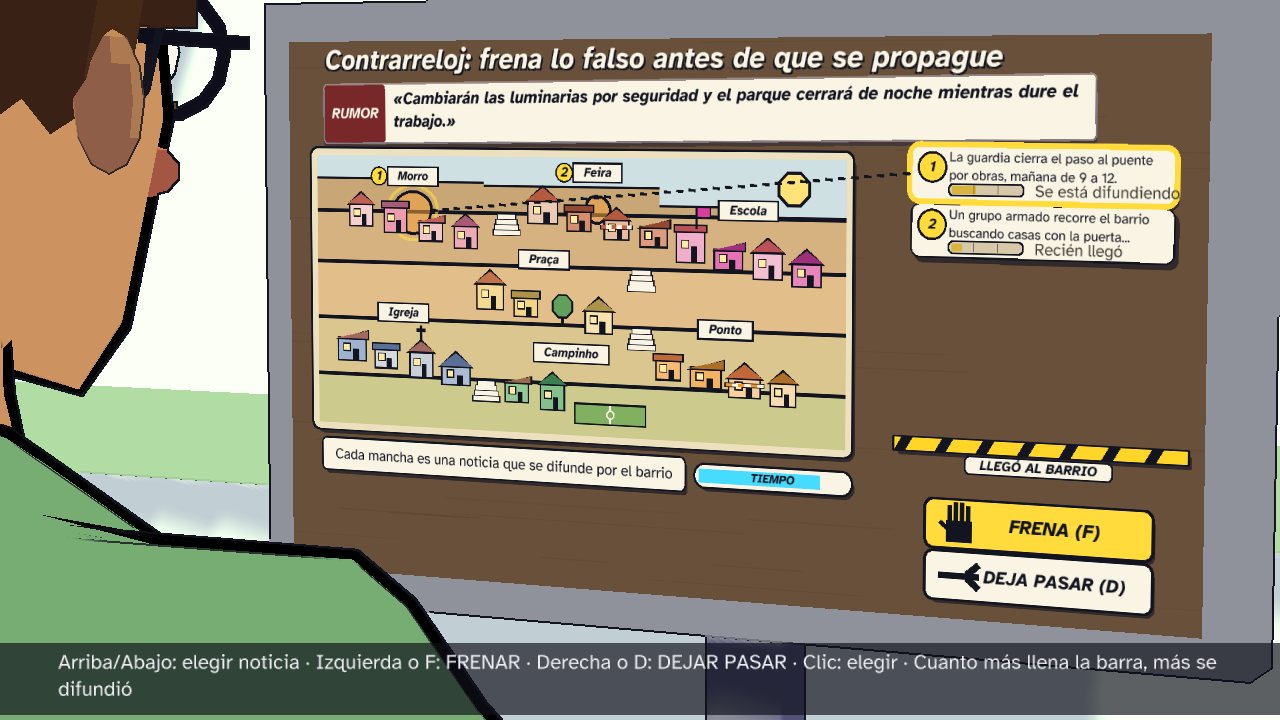 Contrarreloj: frena lo falso antes de que se propague
RUMOR
«Cambiarán las luminarias por seguridad y el parque cerrará de noche mientras dure el
trabajo.»
1 Morro
2 Feira
Escola
Praça
Igreja
Ponto
Campinho
1
La guardia cierra el paso al puente
por obras, mañana de 9 a 12.
Se está difundiendo
2
Un grupo armado recorre el barrio
buscando casas con la puerta...
Recién llegó
Cada mancha es una noticia que se difunde por el barrio
TIEMPO
LLEGÓ AL BARRIO
FRENA (F)
DEJA PASAR (D)
Arriba/Abajo: elegir noticia · Izquierda o F: FRENAR · Derecha o D: DEJAR PASAR · Clic: elegir · Cuanto más llena la barra, más se
difundió